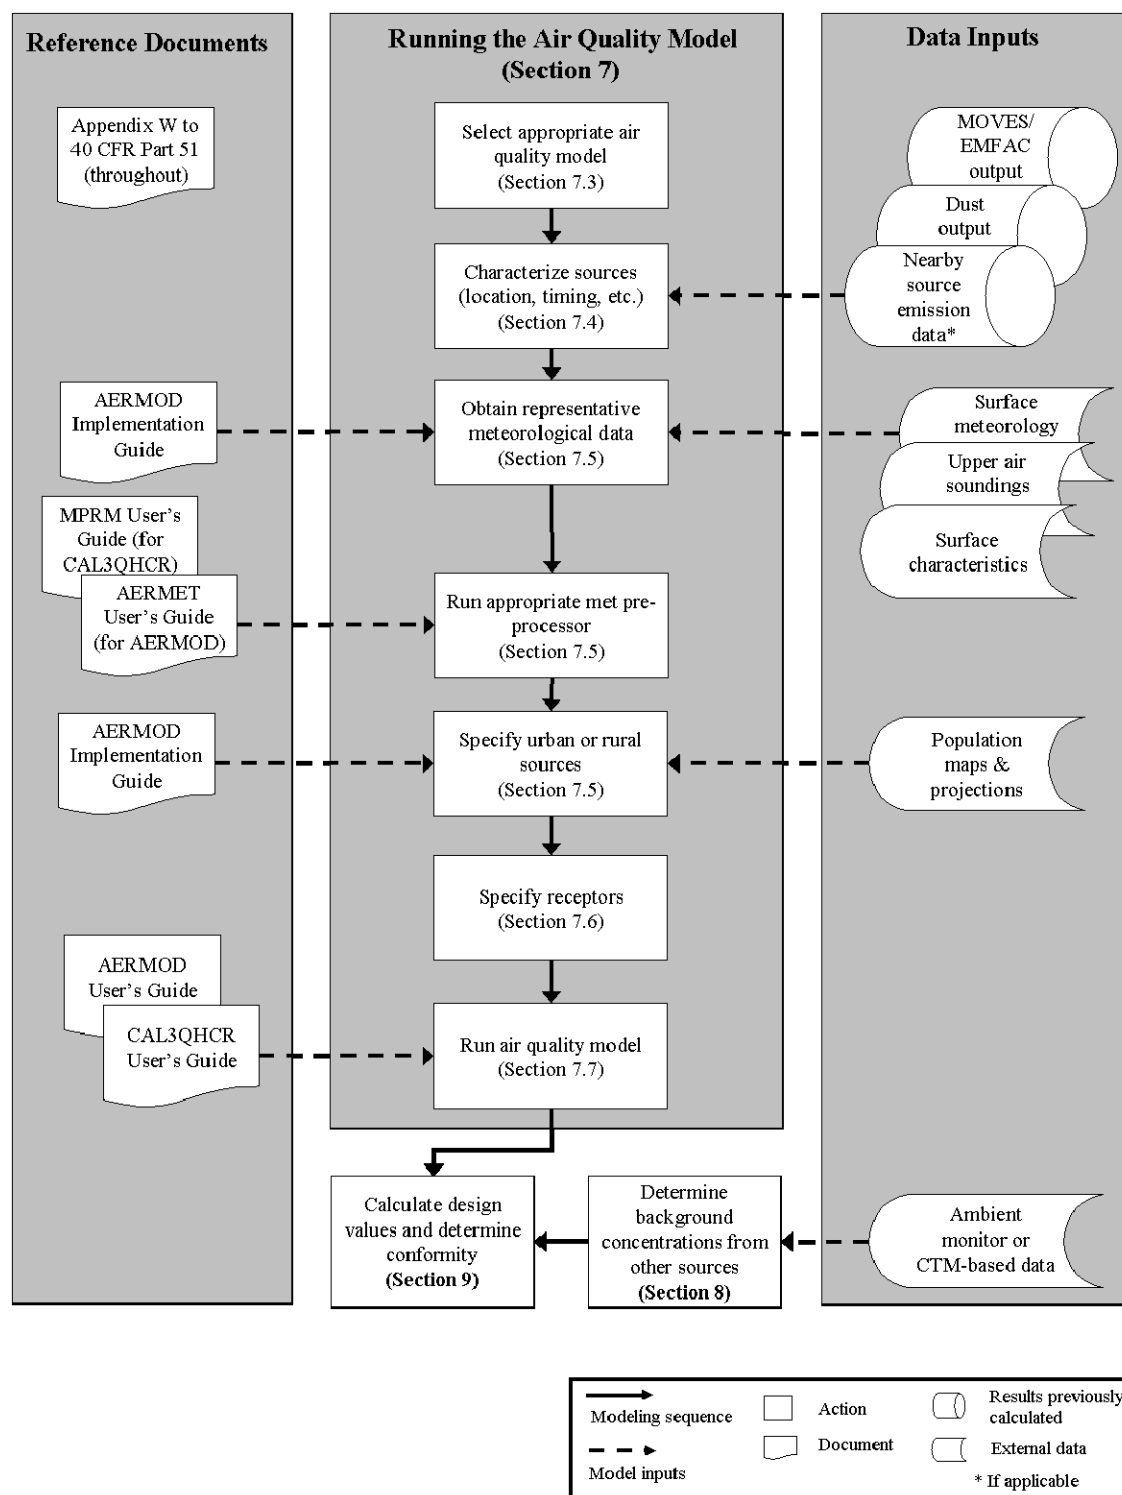 Reference Documents
Appendix W to
40 CFR Part 51
(throughout)
AERMOD
Implementation
Guide
MPRM User's
Guide (for
CAL3QHCR)
AERMET
User's Guide
(for AERMOD)
AERMOD
Implementation
Guide
AERMOD
User's Guide
CAL3QHCR
User's Guide
Running the Air Quality Model
(Section 7)
Select appropriate air
quality model
(Section 7.3)
Characterize sources
(location, timing, etc.)
(Section 7.4)
Obtain representative
meteorological data
(Section 7.5)
Run appropriate met pre-
processor
(Section 7.5)
Specify urban or rural
sources
(Section 7.5)
Specify receptors
(Section 7.6)
Run air quality model
(Section 7.7)
Calculate design
values and determine
conformity
(Section 9)
Determine
background
concentrations from
other sources
(Section 8)
Data Inputs
MOVES/
EMFAC
output
Dust
output
Nearby
source
emission
data*
Surface
meteorology
Upper air
soundings
Surface
characteristics
Population
maps &
projections
Ambient
monitor or
CTM-based data
Modeling sequence
Model inputs
Action
Document
Results previously
calculated
External data
* If applicable